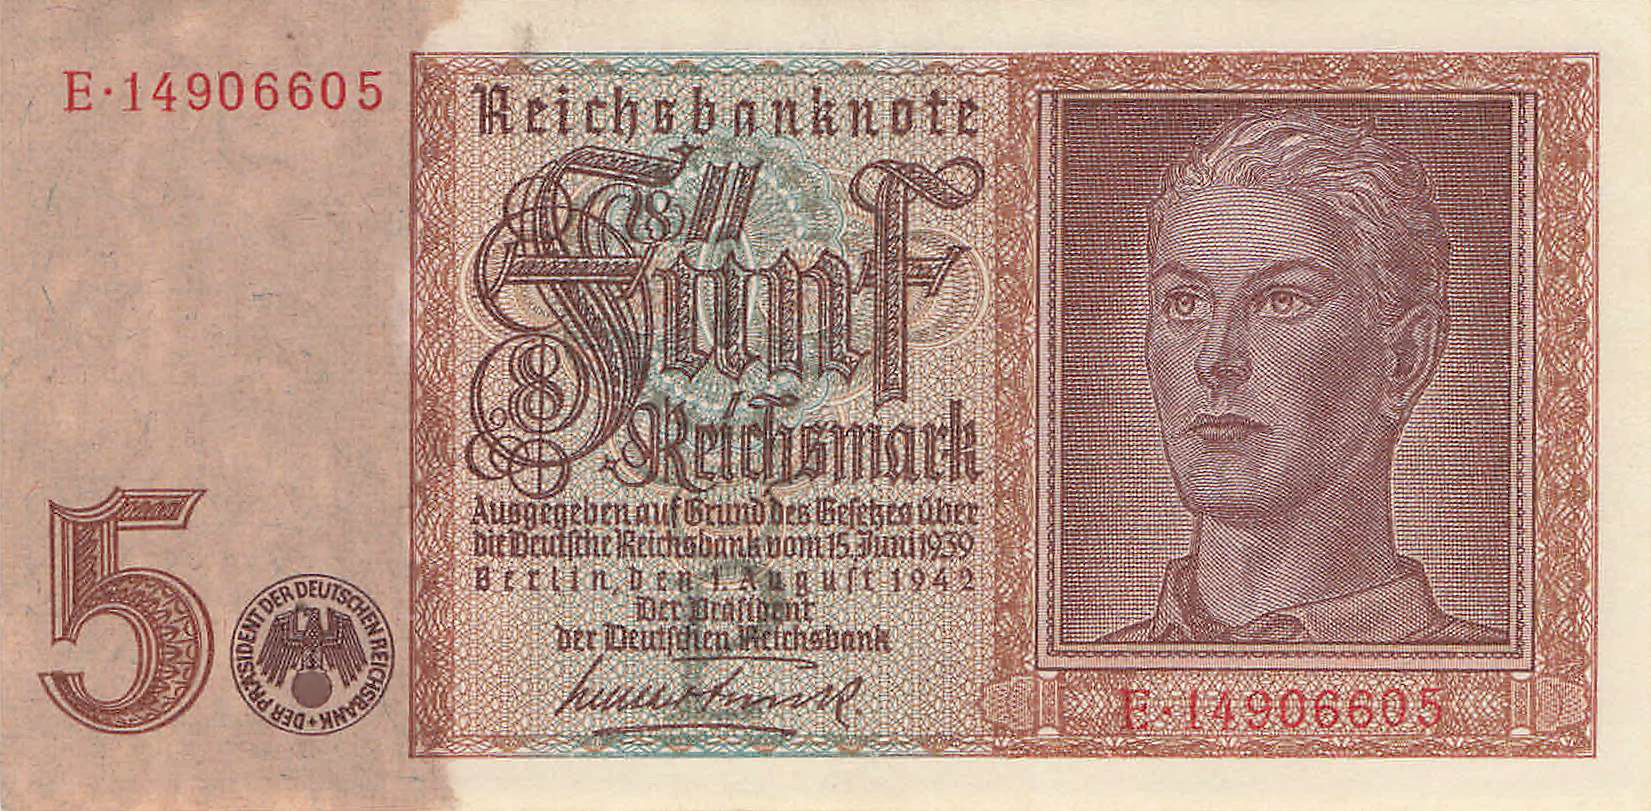 E·14906605
Reichsbanknote
Fünf
Reichsmark
Ausgegeben auf Grund des Gesetzes über
die Deutsche Reichsbank vom 15. Juni 1939
Berlin, den 1. August 1942
Der Präsident
der Deutschen Reichsbank
5
DER PRÄSIDENT DER DEUTSCHEN REICHSBANK
E·14906605